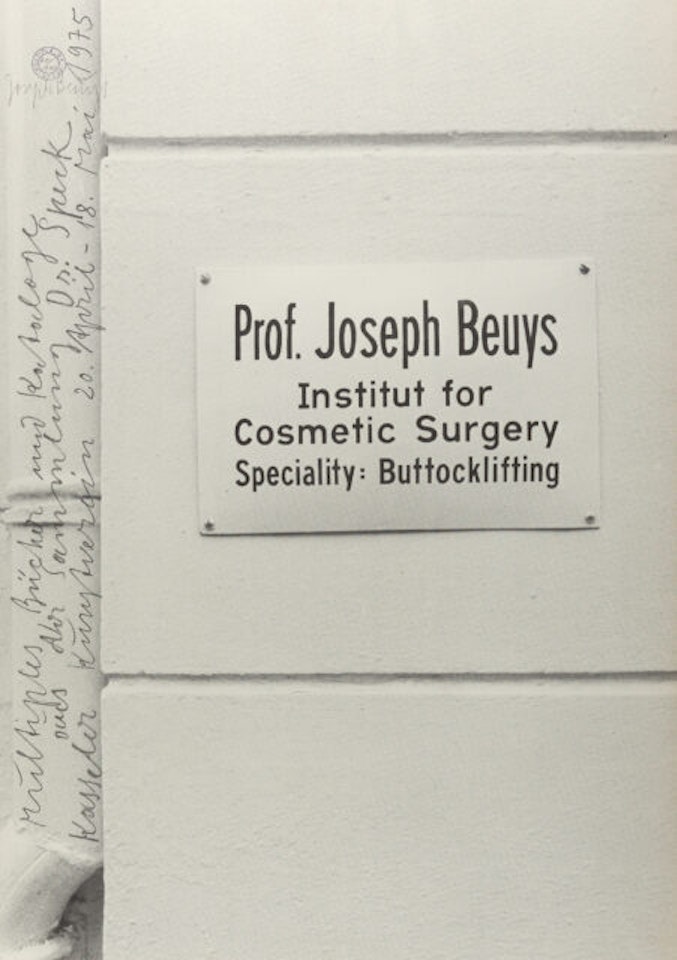 Prof. Joseph Beuys
Institut for
Cosmetic Surgery
Speciality: Buttocklifting
Multiples Bücher und Kataloge
aus der Sammlung Dr. Speck
Kasseler Kunstverein 20. April - 18. Mai 1975